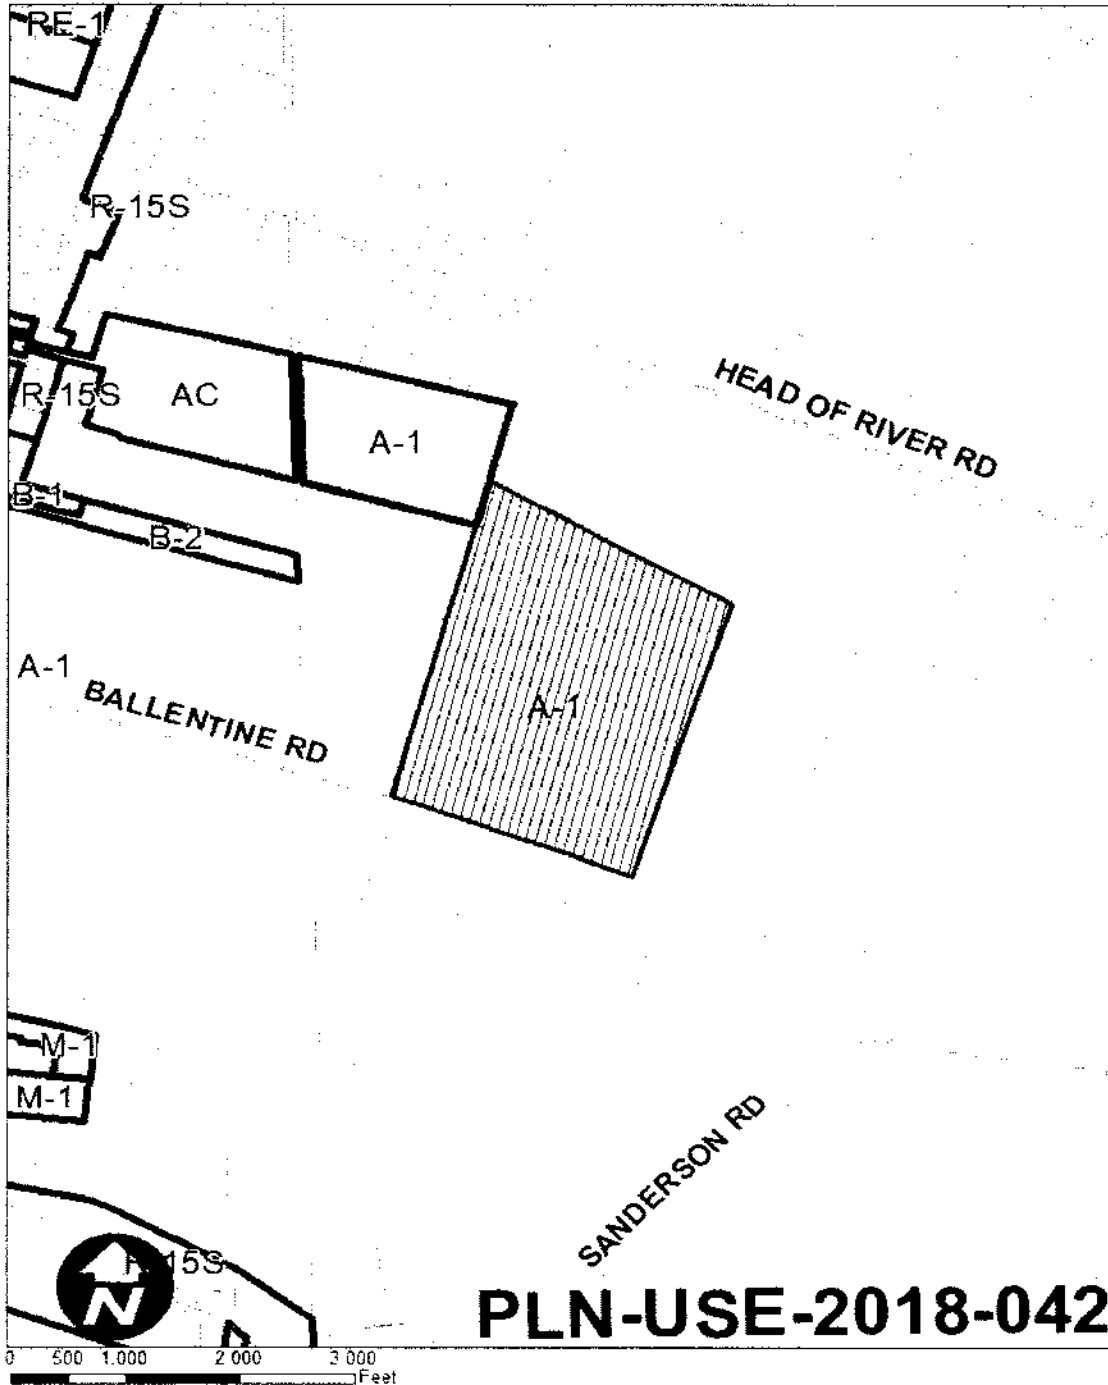 RE-1
R-15S
R-15S
AC
A-1
HEAD OF RIVER RD
B-1
B-2
A-1
BALLENTINE RD
A-1
M-1
M-1
SANDERSON RD
R-15S
N
PLN-USE-2018-042
0 500 1.000 2 000 3 000
Feet